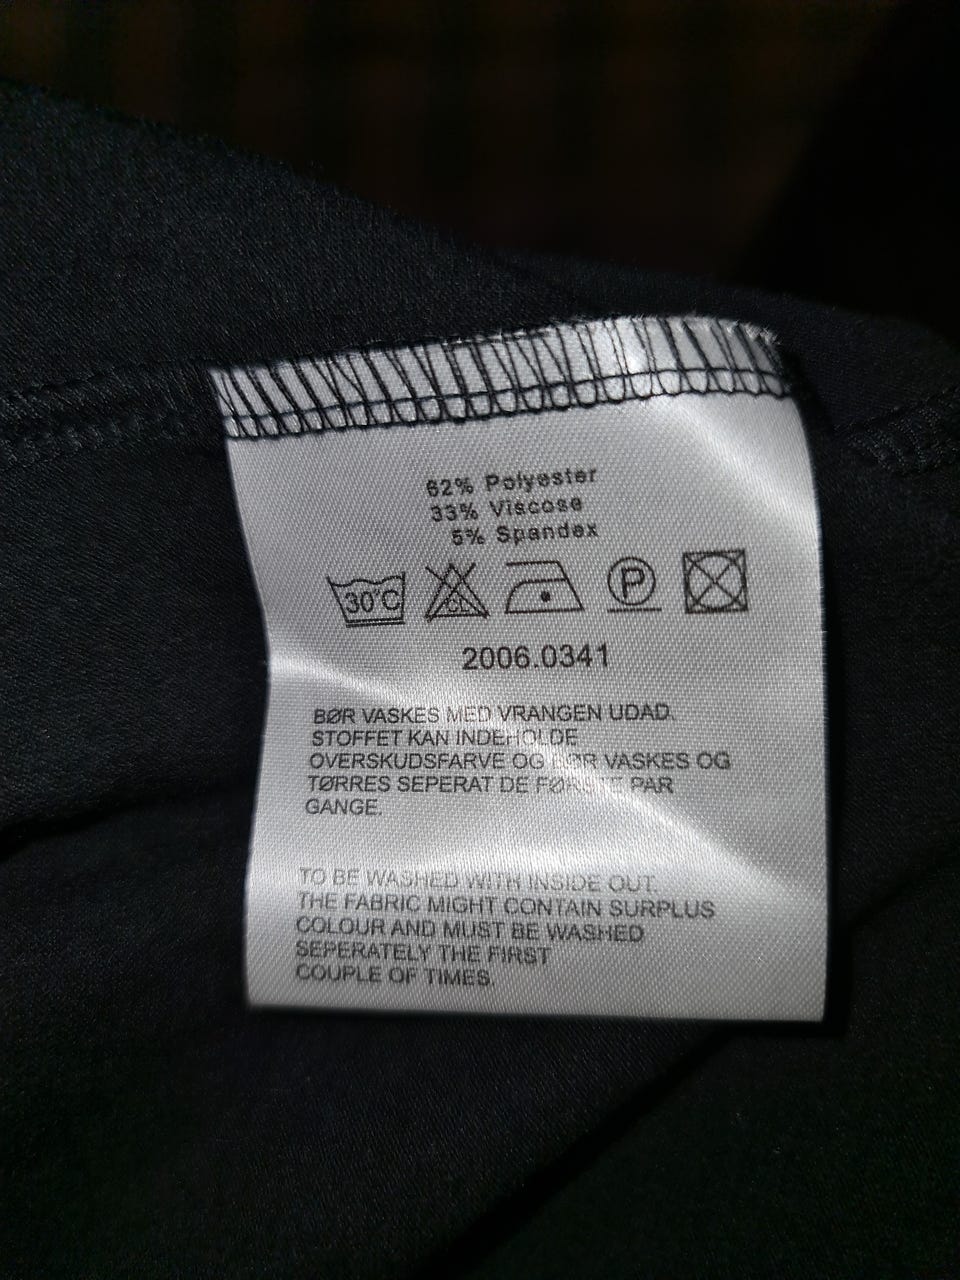 62% Polyester
33% Viscose
5% Spandex
30°C CL P
2006.0341
BØR VASKES MED VRANGEN UDAD.
STOFFET KAN INDEHOLDE
OVERSKUDSFARVE OG BØR VASKES OG
TØRRES SEPERAT DE FØRSTE PAR
GANGE.
TO BE WASHED WITH INSIDE OUT.
THE FABRIC MIGHT CONTAIN SURPLUS
COLOUR AND MUST BE WASHED
SEPERATELY THE FIRST
COUPLE OF TIMES.